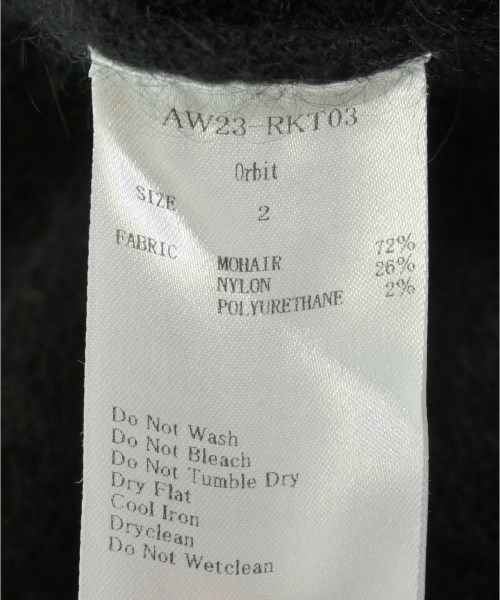 AW23-RKT03
Orbit
SIZE 2
FABRIC MOHAIR 72%
NYLON 26%
POLYURETHANE 2%
Do Not Wash
Do Not Bleach
Do Not Tumble Dry
Dry Flat
Cool Iron
Dryclean
Do Not Wetclean